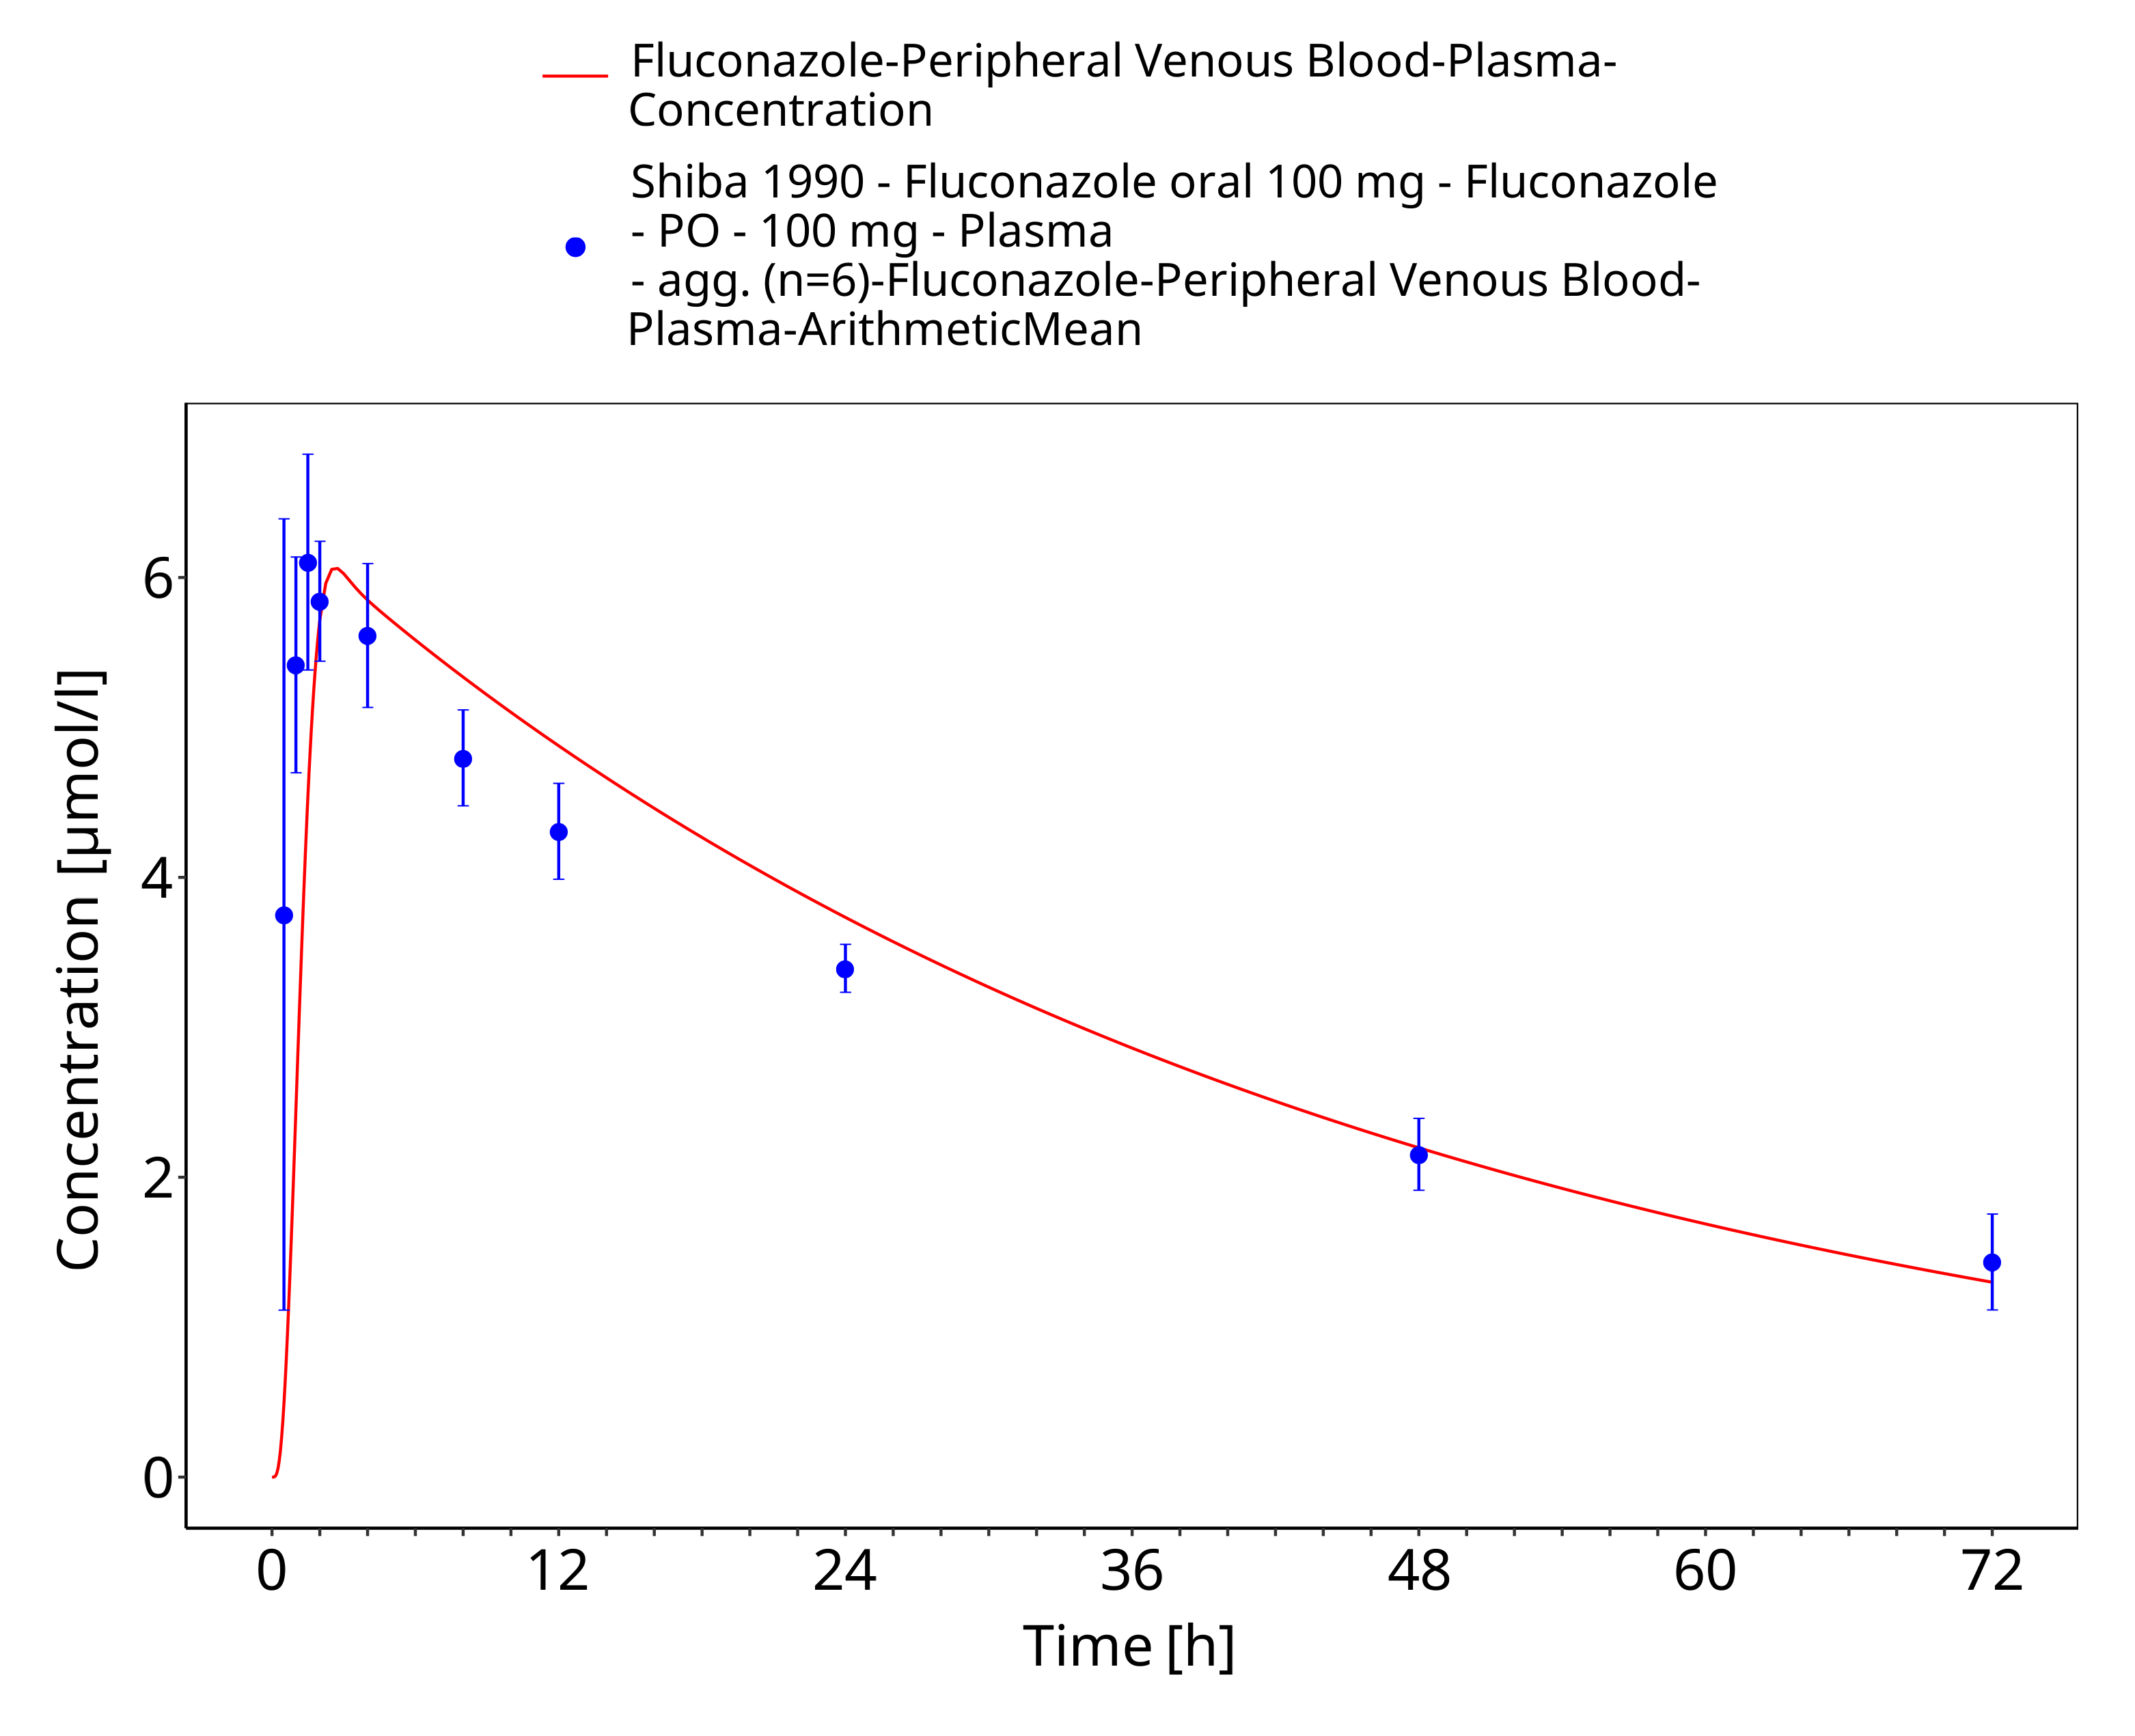 Fluconazole-Peripheral Venous Blood-Plasma-
Concentration
Shiba 1990 - Fluconazole oral 100 mg - Fluconazole
- PO - 100 mg - Plasma
- agg. (n=6)-Fluconazole-Peripheral Venous Blood-
Plasma-ArithmeticMean
Concentration [µmol/l]
6
4
2
0
0 12 24 36 48 60 72
Time [h]